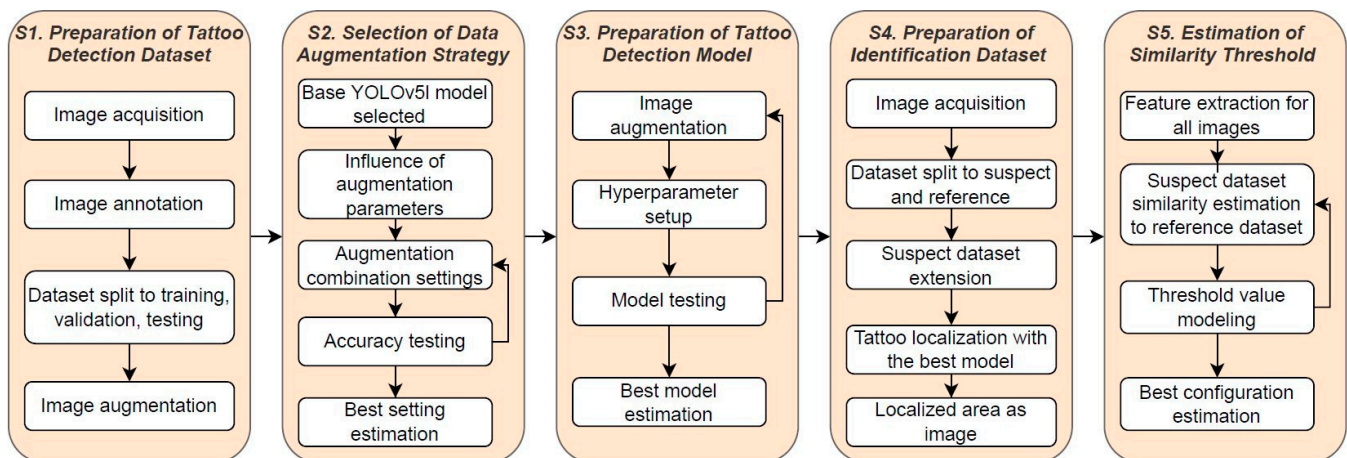 S1. Preparation of Tattoo
Detection Dataset
Image acquisition
Image annotation
Dataset split to training,
validation, testing
Image augmentation
S2. Selection of Data
Augmentation Strategy
Base YOLOv5l model
selected
Influence of
augmentation
parameters
Augmentation
combination settings
Accuracy testing
Best setting
estimation
S3. Preparation of Tattoo
Detection Model
Image
augmentation
Hyperparameter
setup
Model testing
Best model
estimation
S4. Preparation of
Identification Dataset
Image acquisition
Dataset split to suspect
and reference
Suspect dataset
extension
Tattoo localization with
the best model
Localized area as
image
S5. Estimation of
Similarity Threshold
Feature extraction for
all images
Suspect dataset
similarity estimation
to reference dataset
Threshold value
modeling
Best configuration
estimation